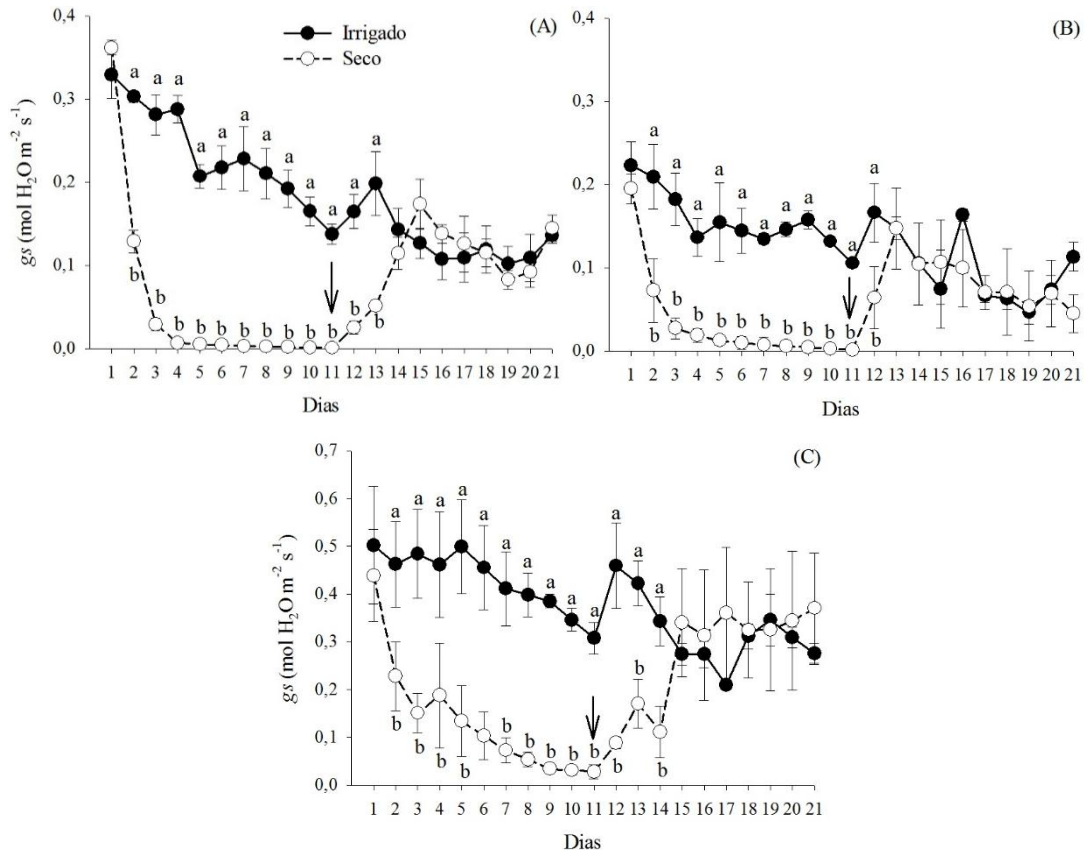 0,4
0,3
0,2
0,1
0,0
gs (mol H₂O m⁻² s⁻¹)
(A)
Irrigado
Seco
a a a a a a a a a a a a
b b b b b b b b b b b b
1 2 3 4 5 6 7 8 9 10 11 12 13 14 15 16 17 18 19 20 21
Dias
0,4
0,3
0,2
0,1
0,0
(B)
a a a a a a a a a a a
b b b b b b b b b b b
1 2 3 4 5 6 7 8 9 10 11 12 13 14 15 16 17 18 19 20 21
Dias
0,7
0,6
0,5
0,4
0,3
0,2
0,1
0,0
gs (mol H₂O m⁻² s⁻¹)
(C)
a a a a a a a a a a a a a
b b b b b b b b b b b b
1 2 3 4 5 6 7 8 9 10 11 12 13 14 15 16 17 18 19 20 21
Dias